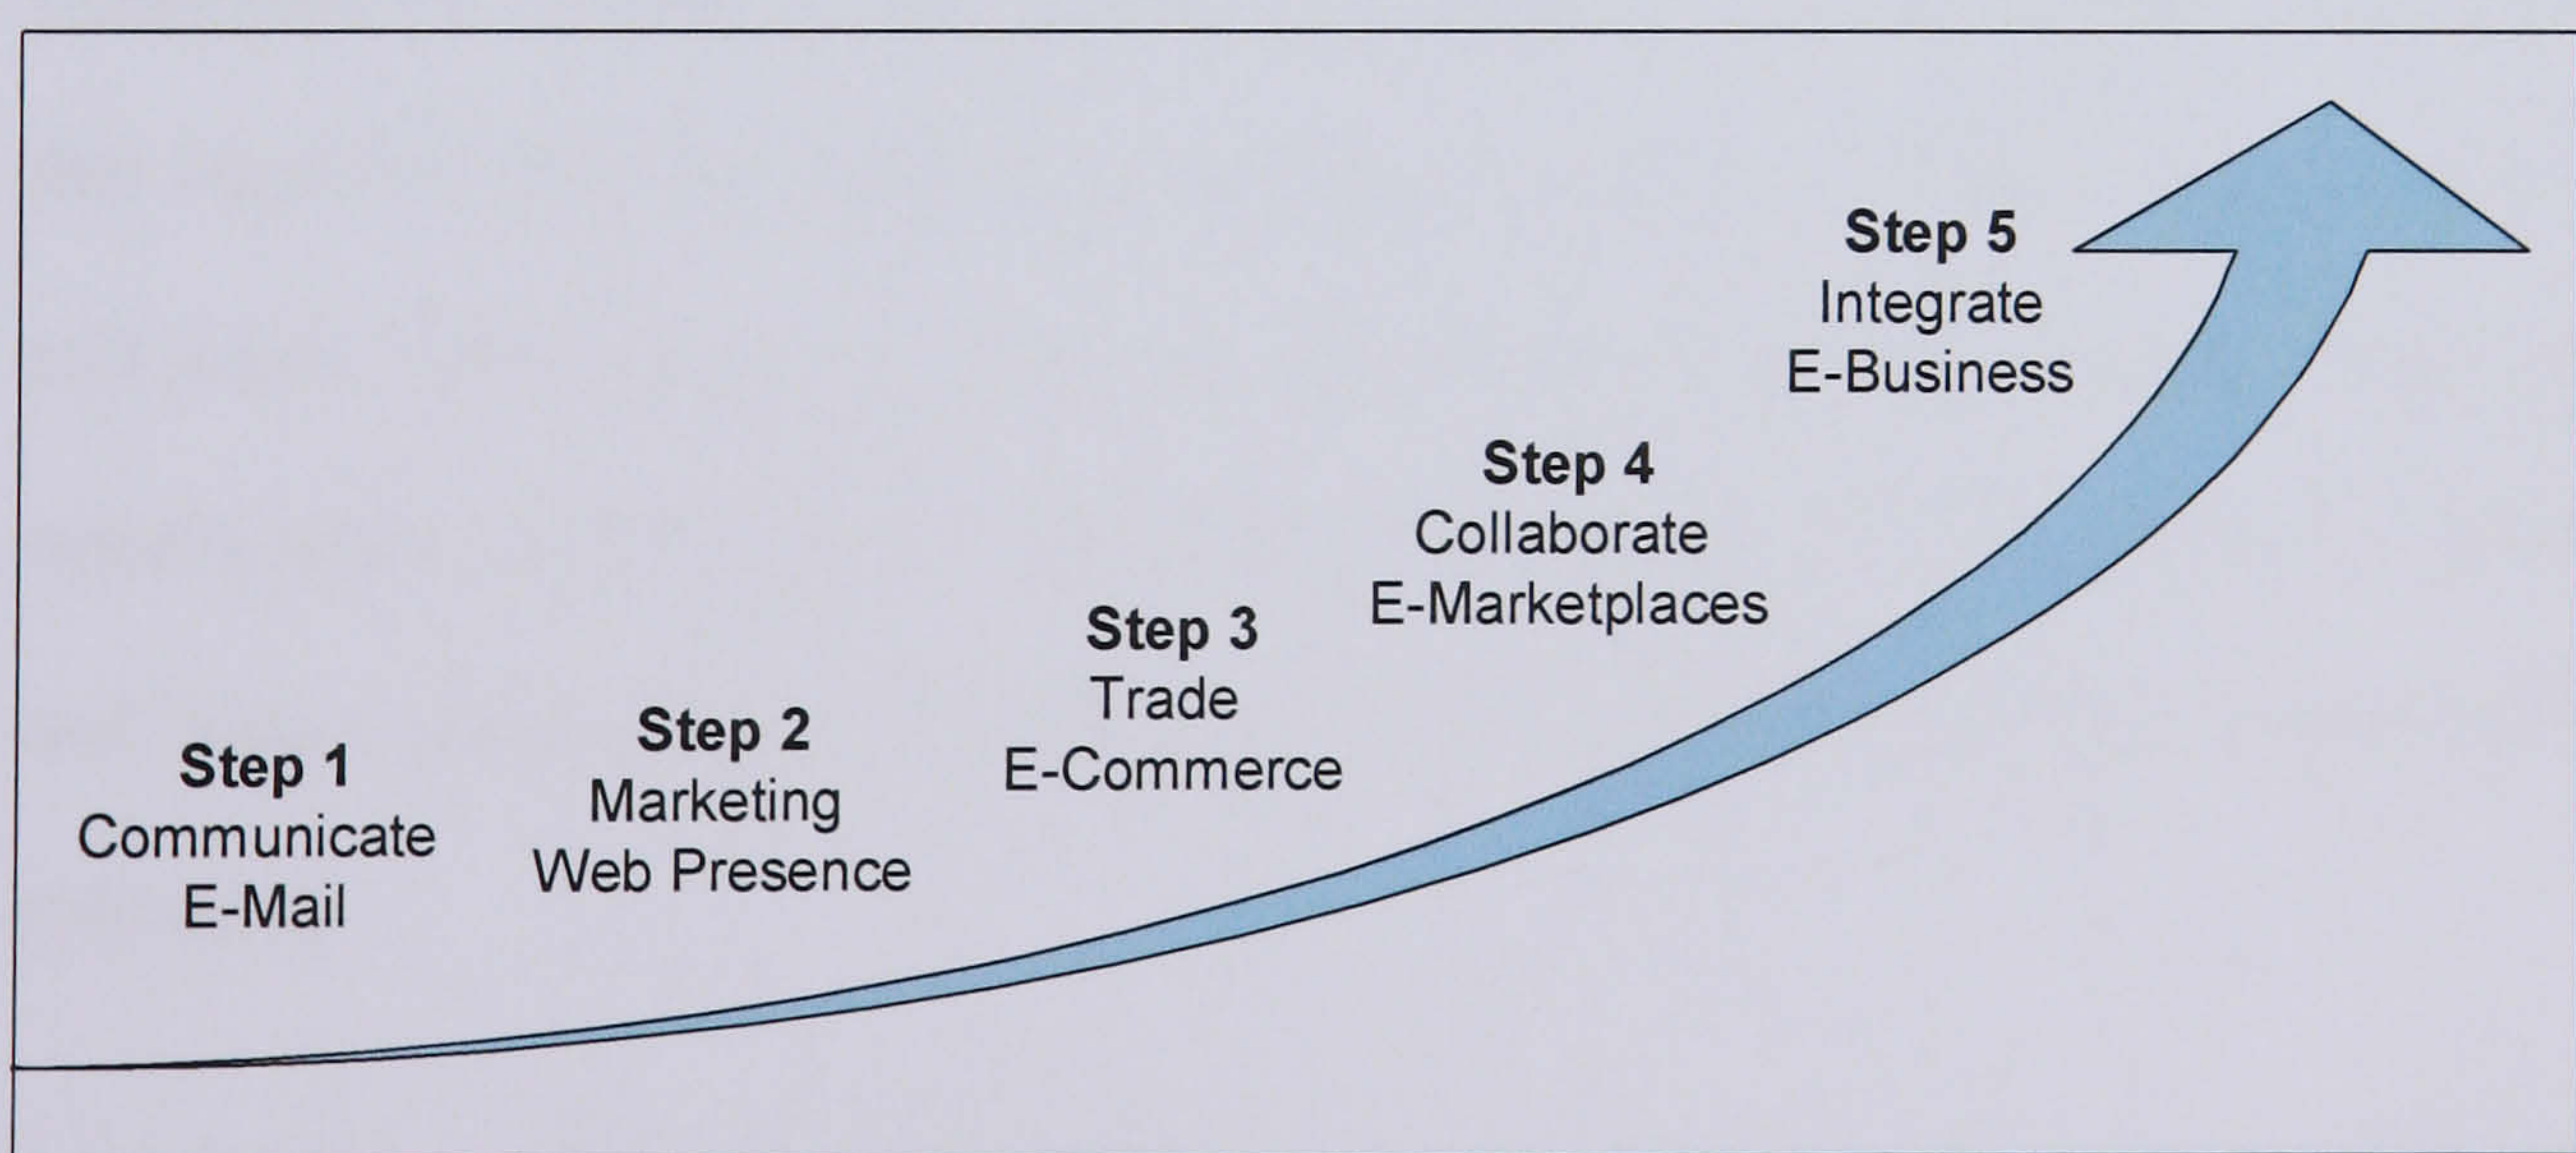 Step 1
Communicate
E-Mail
Step 2
Marketing
Web Presence
Step 3
Trade
E-Commerce
Step 4
Collaborate
E-Marketplaces
Step 5
Integrate
E-Business